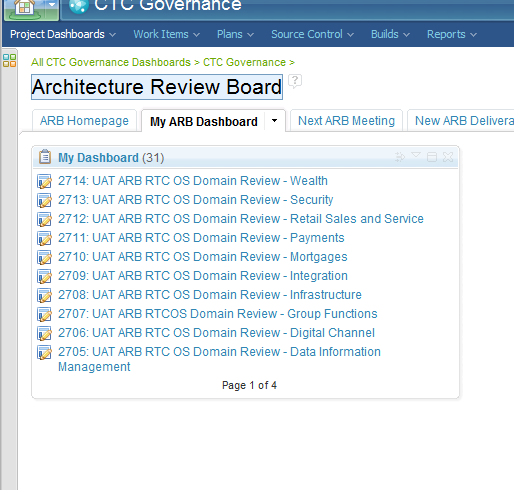 CTC Governance
Project Dashboards Work Items Plans Source Control Builds Reports
All CTC Governance Dashboards > CTC Governance >
Architecture Review Board ?
ARB Homepage My ARB Dashboard Next ARB Meeting New ARB Delivera
My Dashboard (31)
2714: UAT ARB RTC OS Domain Review - Wealth
2713: UAT ARB RTC OS Domain Review - Security
2712: UAT ARB RTC OS Domain Review - Retail Sales and Service
2711: UAT ARB RTC OS Domain Review - Payments
2710: UAT ARB RTC OS Domain Review - Mortgages
2709: UAT ARB RTC OS Domain Review - Integration
2708: UAT ARB RTC OS Domain Review - Infrastructure
2707: UAT ARB RTCOS Domain Review - Group Functions
2706: UAT ARB RTC OS Domain Review - Digital Channel
2705: UAT ARB RTC OS Domain Review - Data Information
Management
Page 1 of 4